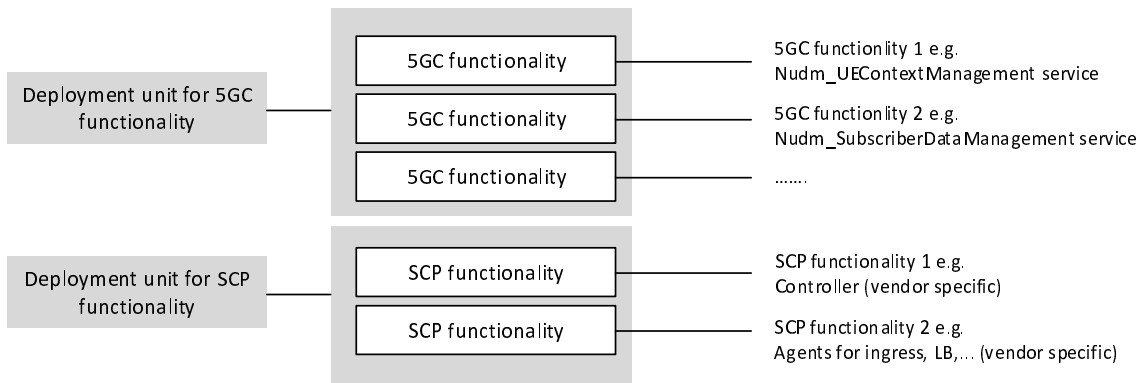 Deployment unit for 5GC
functionality
5GC functionality
5GC functionality
5GC functionality
5GC functionlity 1 e.g.
Nudm_UEContextManagement service
5GC functionality 2 e.g.
Nudm_SubscriberDataManagement service
.......
Deployment unit for SCP
functionality
SCP functionality
SCP functionality
SCP functionality 1 e.g.
Controller (vendor specific)
SCP functionality 2 e.g.
Agents for ingress, LB,... (vendor specific)